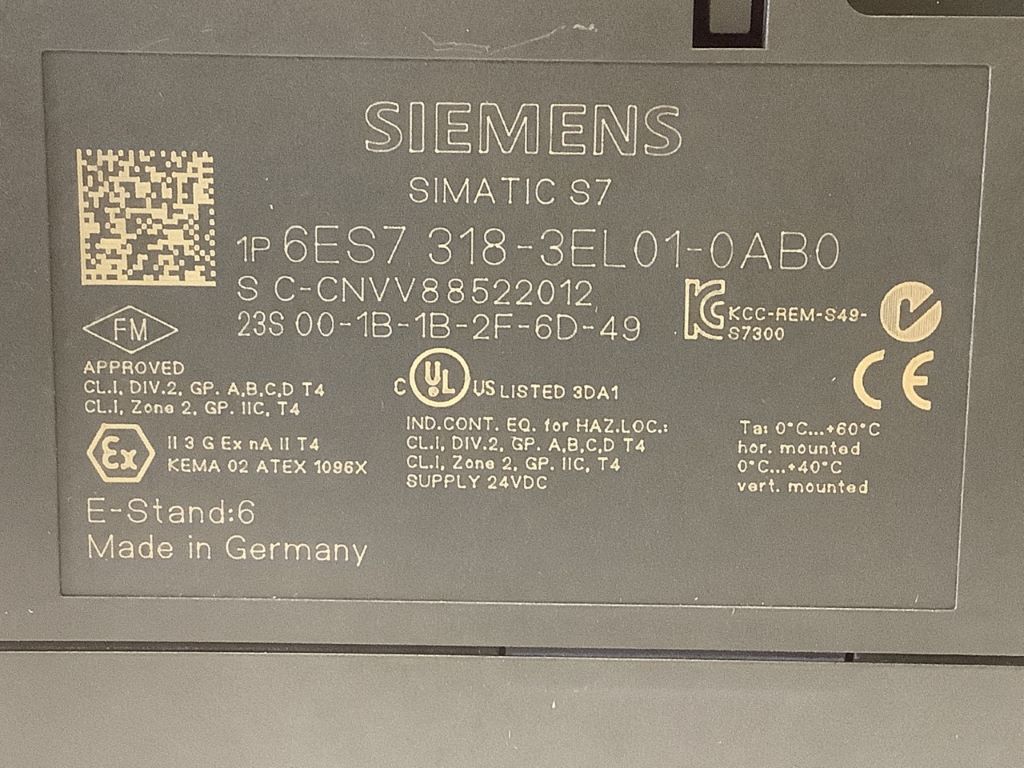 SIEMENS
SIMATIC S7
1P 6ES7 318-3EL01-0AB0
S C-CNVV88522012
23S 00-1B-1B-2F-6D-49
KCC-REM-S49-
S7300
FM
APPROVED
CL.I, DIV.2, GP. A,B,C,D T4
CL.I, Zone 2, GP. IIC, T4
Ex
II 3 G Ex nA II T4
KEMA 02 ATEX 1096X
C UL US LISTED 3DA1
IND.CONT. EQ. for HAZ.LOC.:
CL.I, DIV.2, GP. A,B,C,D T4
CL.I, Zone 2, GP. IIC, T4
SUPPLY 24VDC
CE
Ta: 0°C...+60°C
hor. mounted
0°C...+40°C
vert. mounted
E-Stand:6
Made in Germany